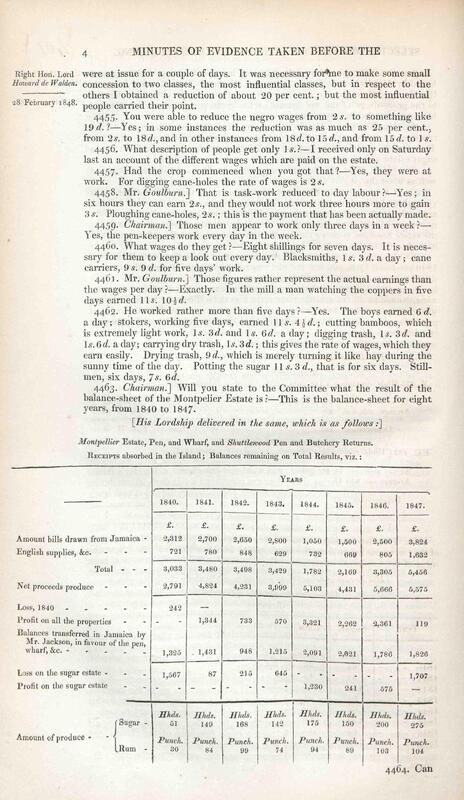 4 MINUTES OF EVIDENCE TAKEN BEFORE THE
Right Hon. Lord
Howard de Walden.
28 February 1848.
were at issue for a couple of days. It was necessary for me to make some small
concession to two classes, the most influential classes, but in respect to the
others I obtained a reduction of about 20 per cent.; but the most influential
people carried their point.
4455. You were able to reduce the negro wages from 2 s. to something like
19 d.?—Yes; in some instances the reduction was as much as 25 per cent.,
from 2s. to 18d., and in other instances from 18d. to 15d., and from 15 d. to 1s.
4456. What description of people get only 1 s.?—I received only on Saturday
last an account of the different wages which are paid on the estate.
4457. Had the crop commenced when you got that?—Yes, they were at
work. For digging cane-holes the rate of wages is 2 s.
4458. Mr. Goulburn.] That is task-work reduced to day labour?—Yes; in
six hours they can earn 2s., and they would not work three hours more to gain
3 s. Ploughing cane-holes, 2 s.; this is the payment that has been actually made.
4459. Chairman.] Those men appear to work only three days in a week?—
Yes, the pen-keepers work every day in the week.
4460. What wages do they get?—Eight shillings for seven days. It is neces-
sary for them to keep a look out every day. Blacksmiths, 1 s. 3 d. a day; cane
carriers, 9 s. 9 d. for five days' work.
4461. Mr. Goulburn.] Those figures rather represent the actual earnings than
the wages per day?—Exactly. In the mill a man watching the coppers in five
days earned 11 s. 10½ d.
4462. He worked rather more than five days?—Yes. The boys earned 6 d.
a day; stokers, working five days, earned 11 s. 4½ d.; cutting bamboos, which
is extremely light work, 1s. 3d. and 1 s. 6d. a day; digging trash, 1 s. 3d. and
1s. 6d. a day; carrying dry trash, 1s. 3d.; this gives the rate of wages, which they
earn easily. Drying trash, 9 d., which is merely turning it like hay during the
sunny time of the day. Potting the sugar 11 s. 3 d., that is for six days. Still-
men, six days, 7 s. 6d.
4463. Chairman.] Will you state to the Committee what the result of the
balance-sheet of the Montpelier Estate is?—This is the balance-sheet for eight
years, from 1840 to 1847.
[His Lordship delivered in the same, which is as follows:]
Montpellier Estate, Pen, and Wharf, and Shuttlewood Pen and Butchery Returns.
RECEIPTS absorbed in the Island; Balances remaining on Total Results, viz.:
YEARS
1840. 1841. 1842. 1843. 1844. 1845. 1846. 1847.
£. £. £. £. £. £. £. £.
Amount bills drawn from Jamaica - 2,312 2,700 2,650 2,800 1,050 1,500 2,500 3,824
English supplies, &c. - - - 721 780 848 629 732 669 805 1,632
Total - - - 3,033 3,480 3,498 3,429 1,782 2,169 3,305 5,456
Net proceeds produce - - - 2,791 4,824 4,231 3,999 5,103 4,431 5,666 5,575
Loss, 1840 - - - - - 242 —
Profit on all the properties - - - - 1,344 733 570 3,321 2,262 2,361 119
Balances transferred in Jamaica by
Mr. Jackson, in favour of the pen,
wharf, &c. - - - - - 1,325 1,431 948 1,215 2,091 2,021 1,786 1,826
Loss on the sugar estate - - - 1,567 87 215 645 - - - - - - 1,707
Profit on the sugar estate - - - - - - - - - - 1,230 241 575 —
Hhds. Hhds. Hhds. Hhds. Hhds. Hhds. Hhds. Hhds.
Sugar - 51 149 168 142 175 150 200 275
Amount of produce - -
Punch. Punch. Punch. Punch. Punch. Punch. Punch. Punch.
Rum - 30 84 99 74 94 89 103 104
4464. Can